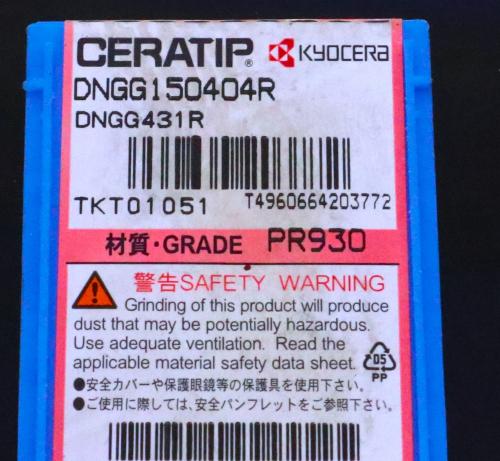 CERATIP® KYOCERA
DNGG150404R
DNGG431R
TKT01051 T4960664203772
材質・GRADE PR930
警告SAFETY WARNING
Grinding of this product will produce
dust that may be potentially hazardous.
Use adequate ventilation. Read the
applicable material safety data sheet.
05
PP
●安全カバーや保護眼鏡等の保護具を使用下さい。
●ご使用に際しては、安全パンフレットをご参照下さい。